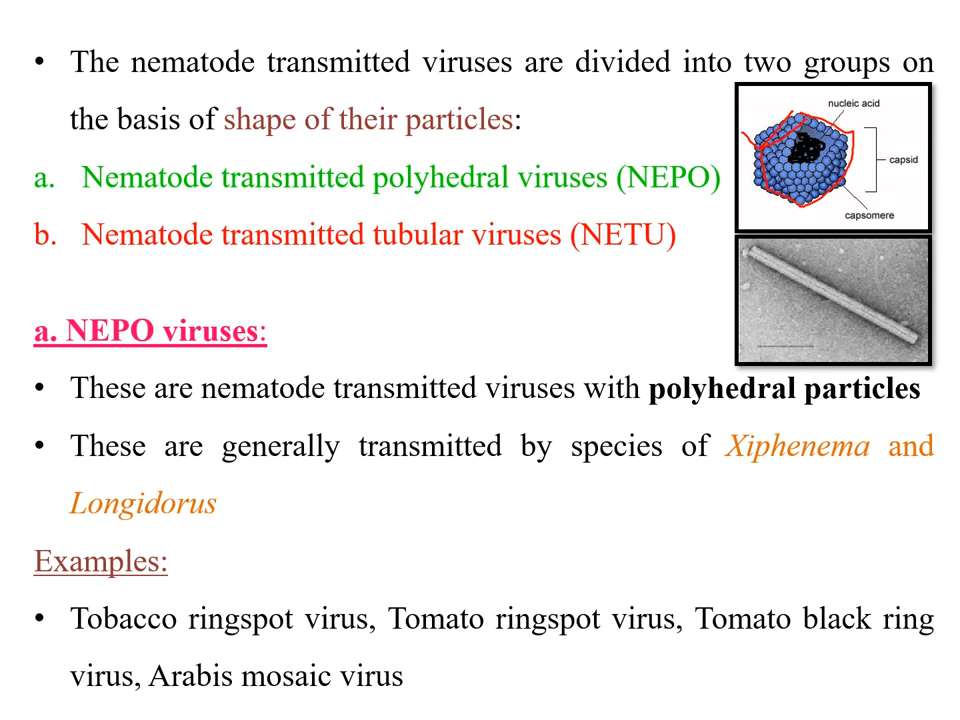 • The nematode transmitted viruses are divided into two groups on
the basis of shape of their particles:
a. Nematode transmitted polyhedral viruses (NEPO)
b. Nematode transmitted tubular viruses (NETU)
nucleic acid
capsid
capsomere
a. NEPO viruses:
• These are nematode transmitted viruses with polyhedral particles
• These are generally transmitted by species of Xiphenema and
Longidorus
Examples:
• Tobacco ringspot virus, Tomato ringspot virus, Tomato black ring
virus, Arabis mosaic virus